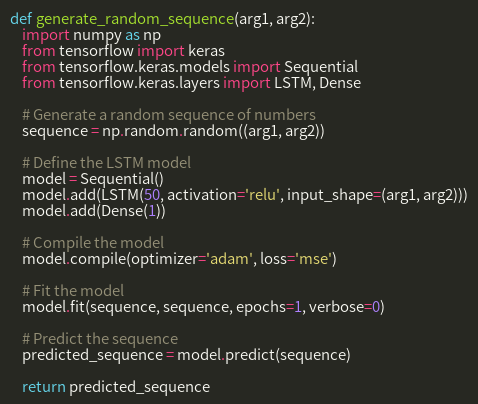 def generate_random_sequence(arg1, arg2):
    import numpy as np
    from tensorflow import keras
    from tensorflow.keras.models import Sequential
    from tensorflow.keras.layers import LSTM, Dense

    # Generate a random sequence of numbers
    sequence = np.random.random((arg1, arg2))

    # Define the LSTM model
    model = Sequential()
    model.add(LSTM(50, activation='relu', input_shape=(arg1, arg2)))
    model.add(Dense(1))

    # Compile the model
    model.compile(optimizer='adam', loss='mse')

    # Fit the model
    model.fit(sequence, sequence, epochs=1, verbose=0)

    # Predict the sequence
    predicted_sequence = model.predict(sequence)

    return predicted_sequence